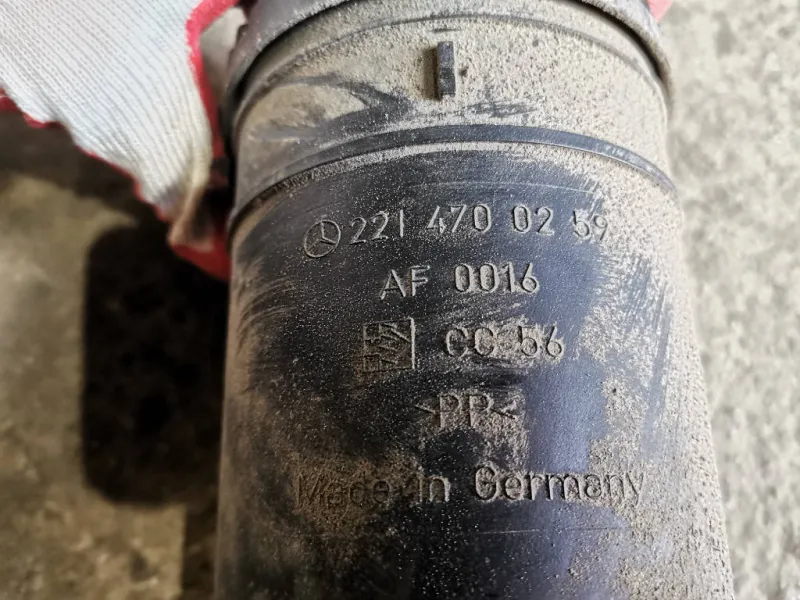 221 470 02 59
AF 0016
CC 56
>PP<
Made in Germany